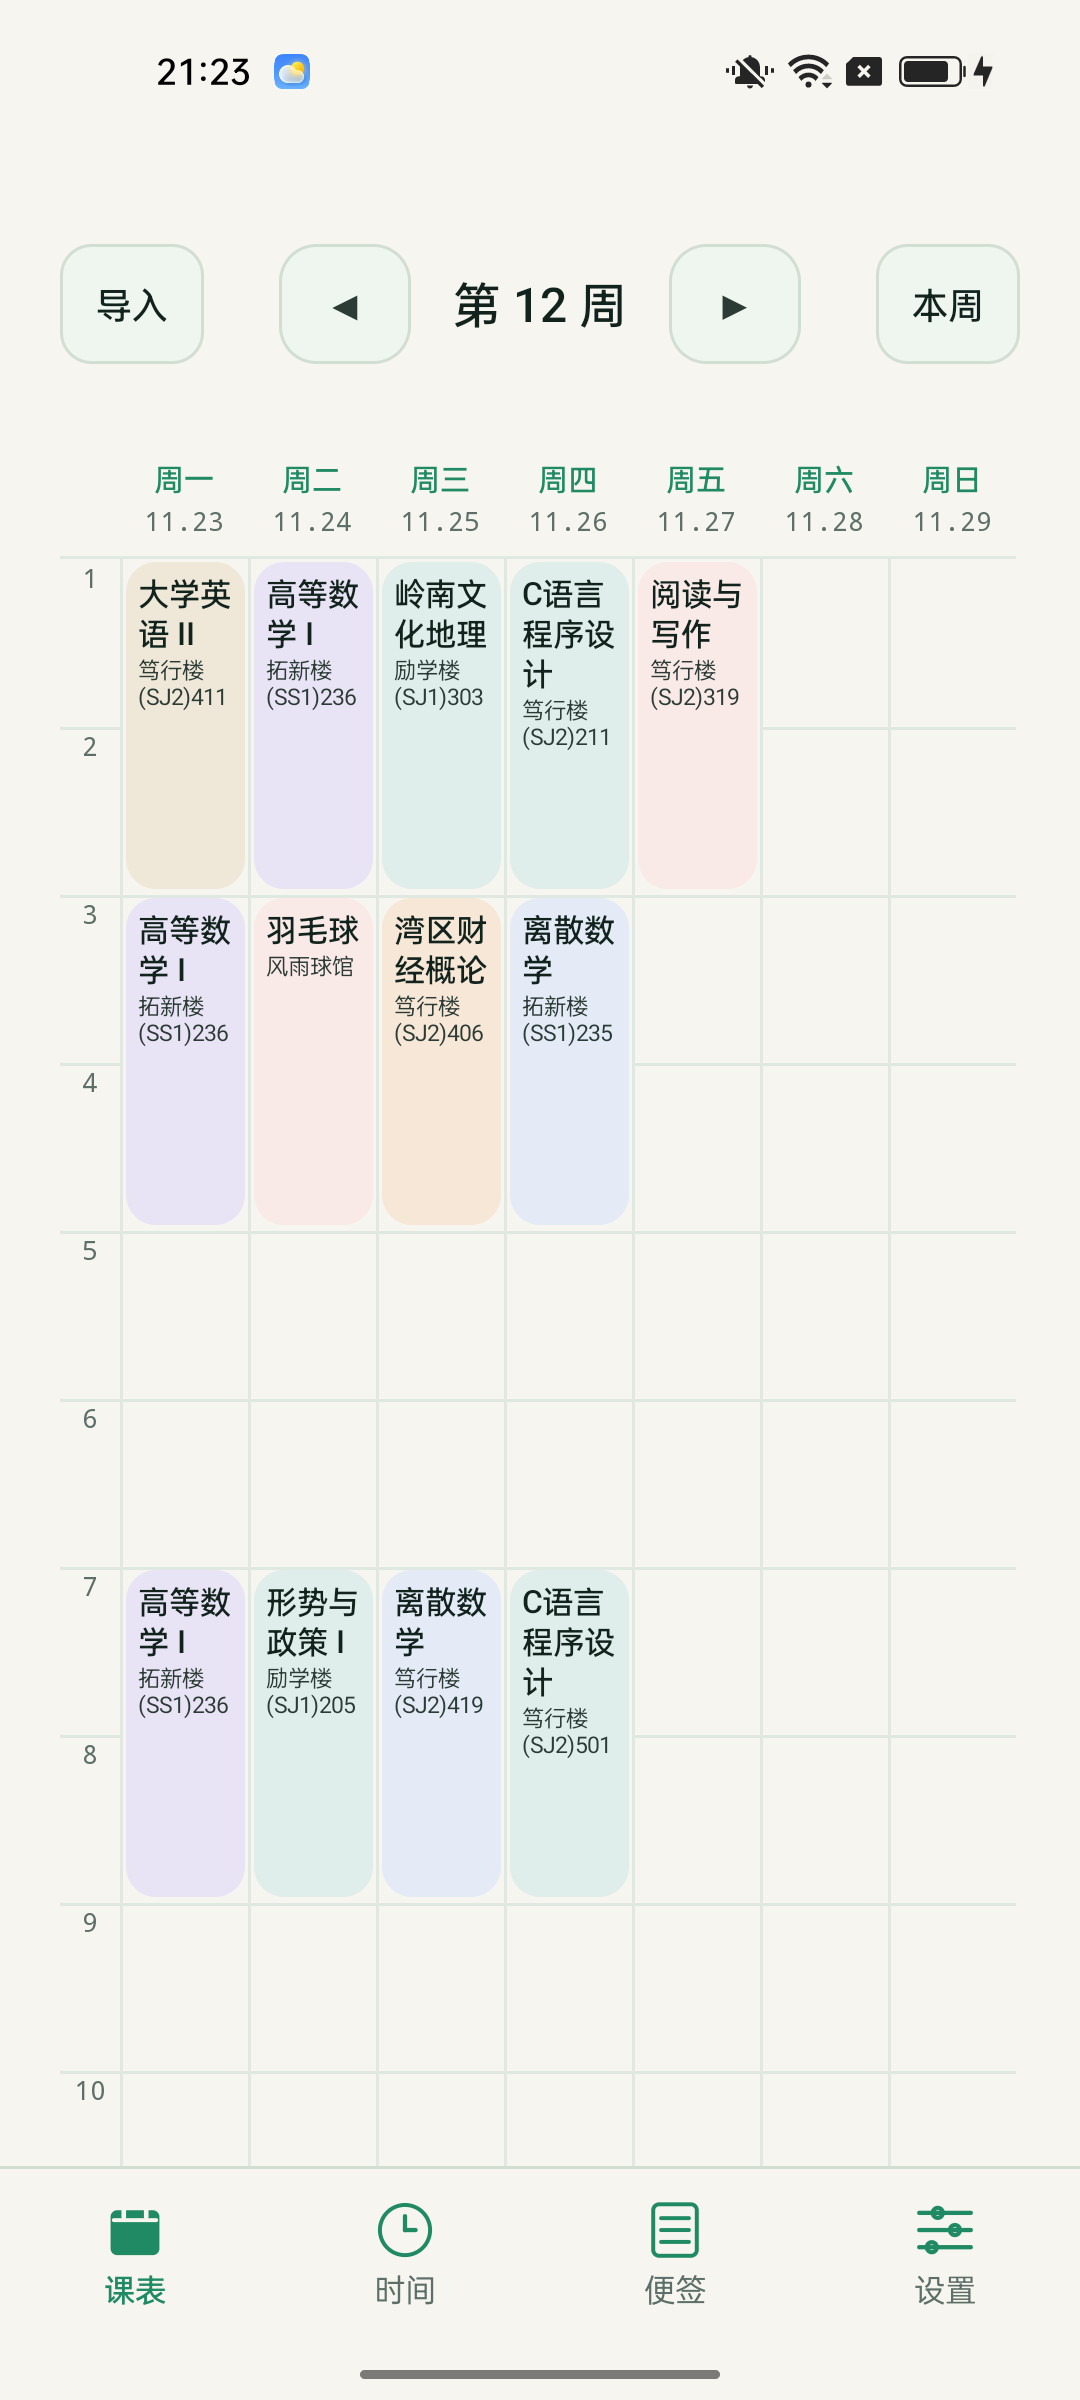 21:23
导入
◀
第 12 周
▶
本周
周一 周二 周三 周四 周五 周六 周日
11.23 11.24 11.25 11.26 11.27 11.28 11.29
1
大学英
语 II
笃行楼
(SJ2)411
高等数
学 I
拓新楼
(SS1)236
岭南文
化地理
励学楼
(SJ1)303
C语言
程序设
计
笃行楼
(SJ2)211
阅读与
写作
笃行楼
(SJ2)319
2
3
高等数
学 I
拓新楼
(SS1)236
羽毛球
风雨球馆
湾区财
经概论
笃行楼
(SJ2)406
离散数
学
拓新楼
(SS1)235
4
5
6
7
高等数
学 I
拓新楼
(SS1)236
形势与
政策 I
励学楼
(SJ1)205
离散数
学
笃行楼
(SJ2)419
C语言
程序设
计
笃行楼
(SJ2)501
8
9
10
课表 时间 便签 设置